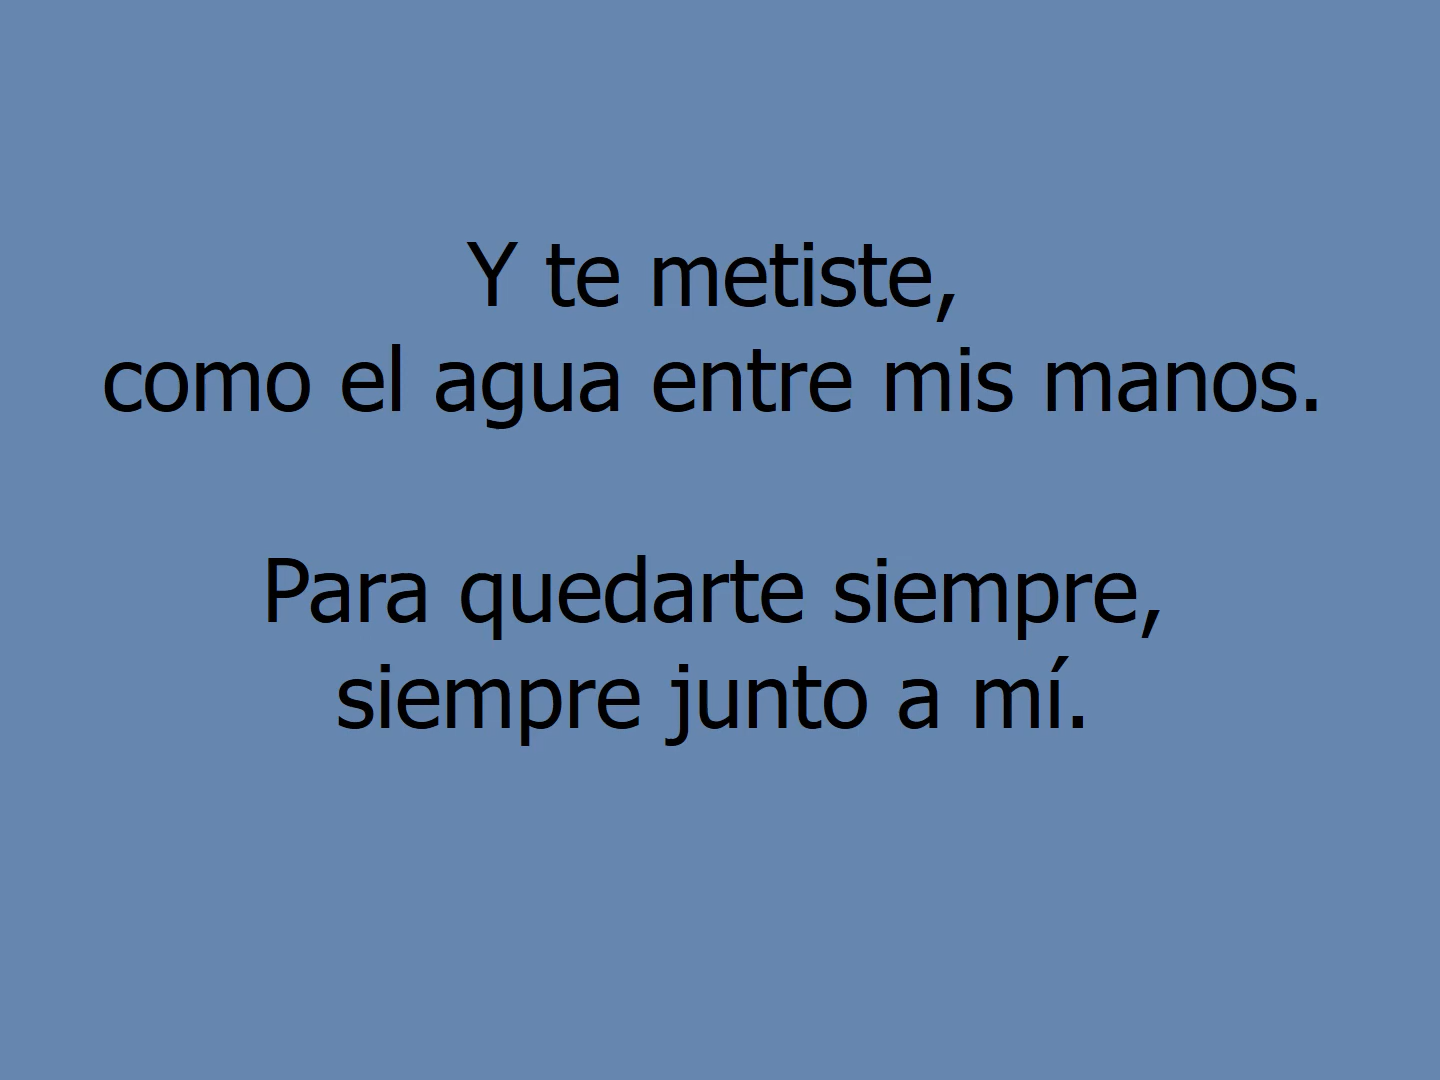 Y te metiste,
como el agua entre mis manos.
Para quedarte siempre,
siempre junto a mí.